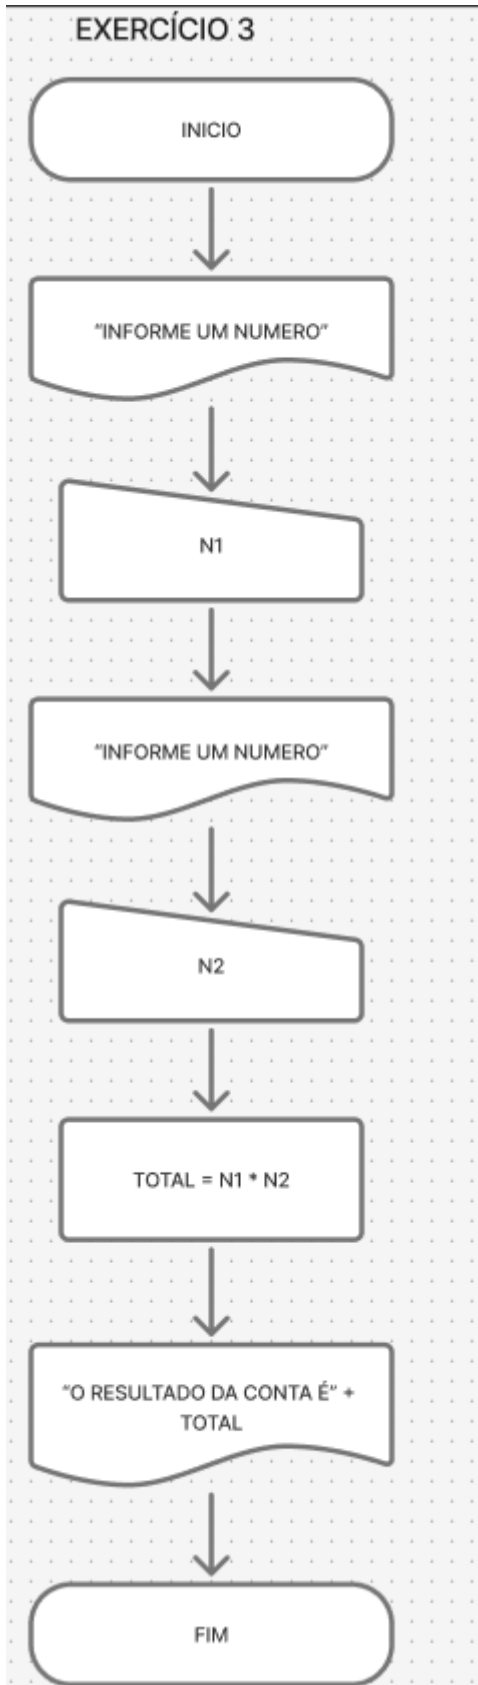 EXERCÍCIO 3
INICIO
“INFORME UM NUMERO”
N1
“INFORME UM NUMERO”
N2
TOTAL = N1 * N2
“O RESULTADO DA CONTA É” +
TOTAL
FIM